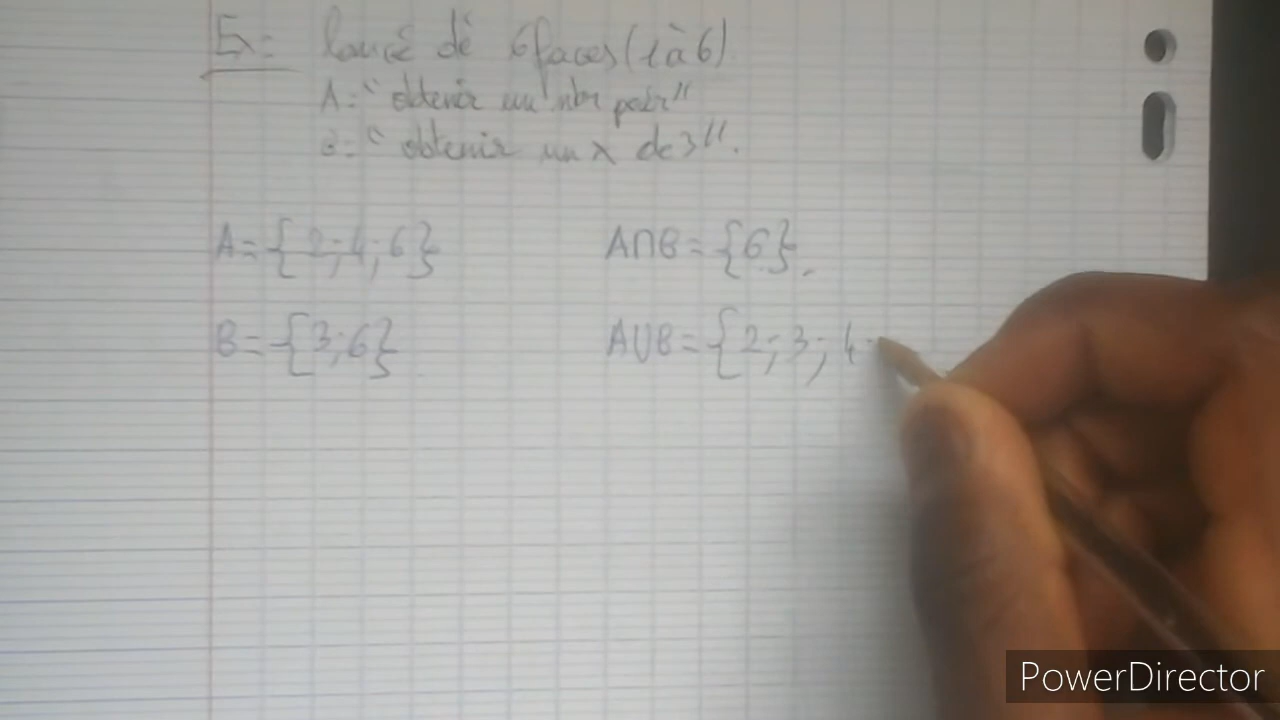 Ex: lancé dé 6 faces (1 à 6)
A = "obtenir un nbr pair"
B = "obtenir un x de 3".
A = {2;4;6}
A∩B = {6}.
B = {3;6}
A∪B = {2;3;4;
PowerDirector